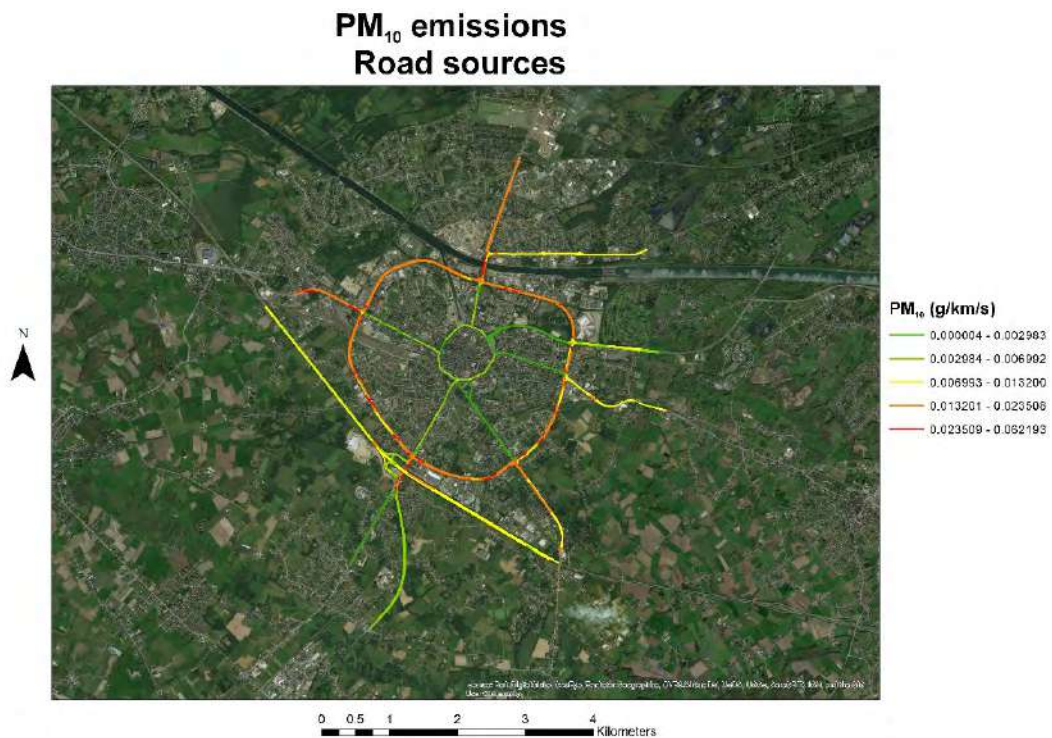 PM₁₀ emissions
Road sources
N
PM₁₀ (g/km/s)
0.000004 - 0.002983
0.002984 - 0.006992
0.006993 - 0.013200
0.013201 - 0.023508
0.023509 - 0.062193
0 0.5 1 2 3 4
Kilometers